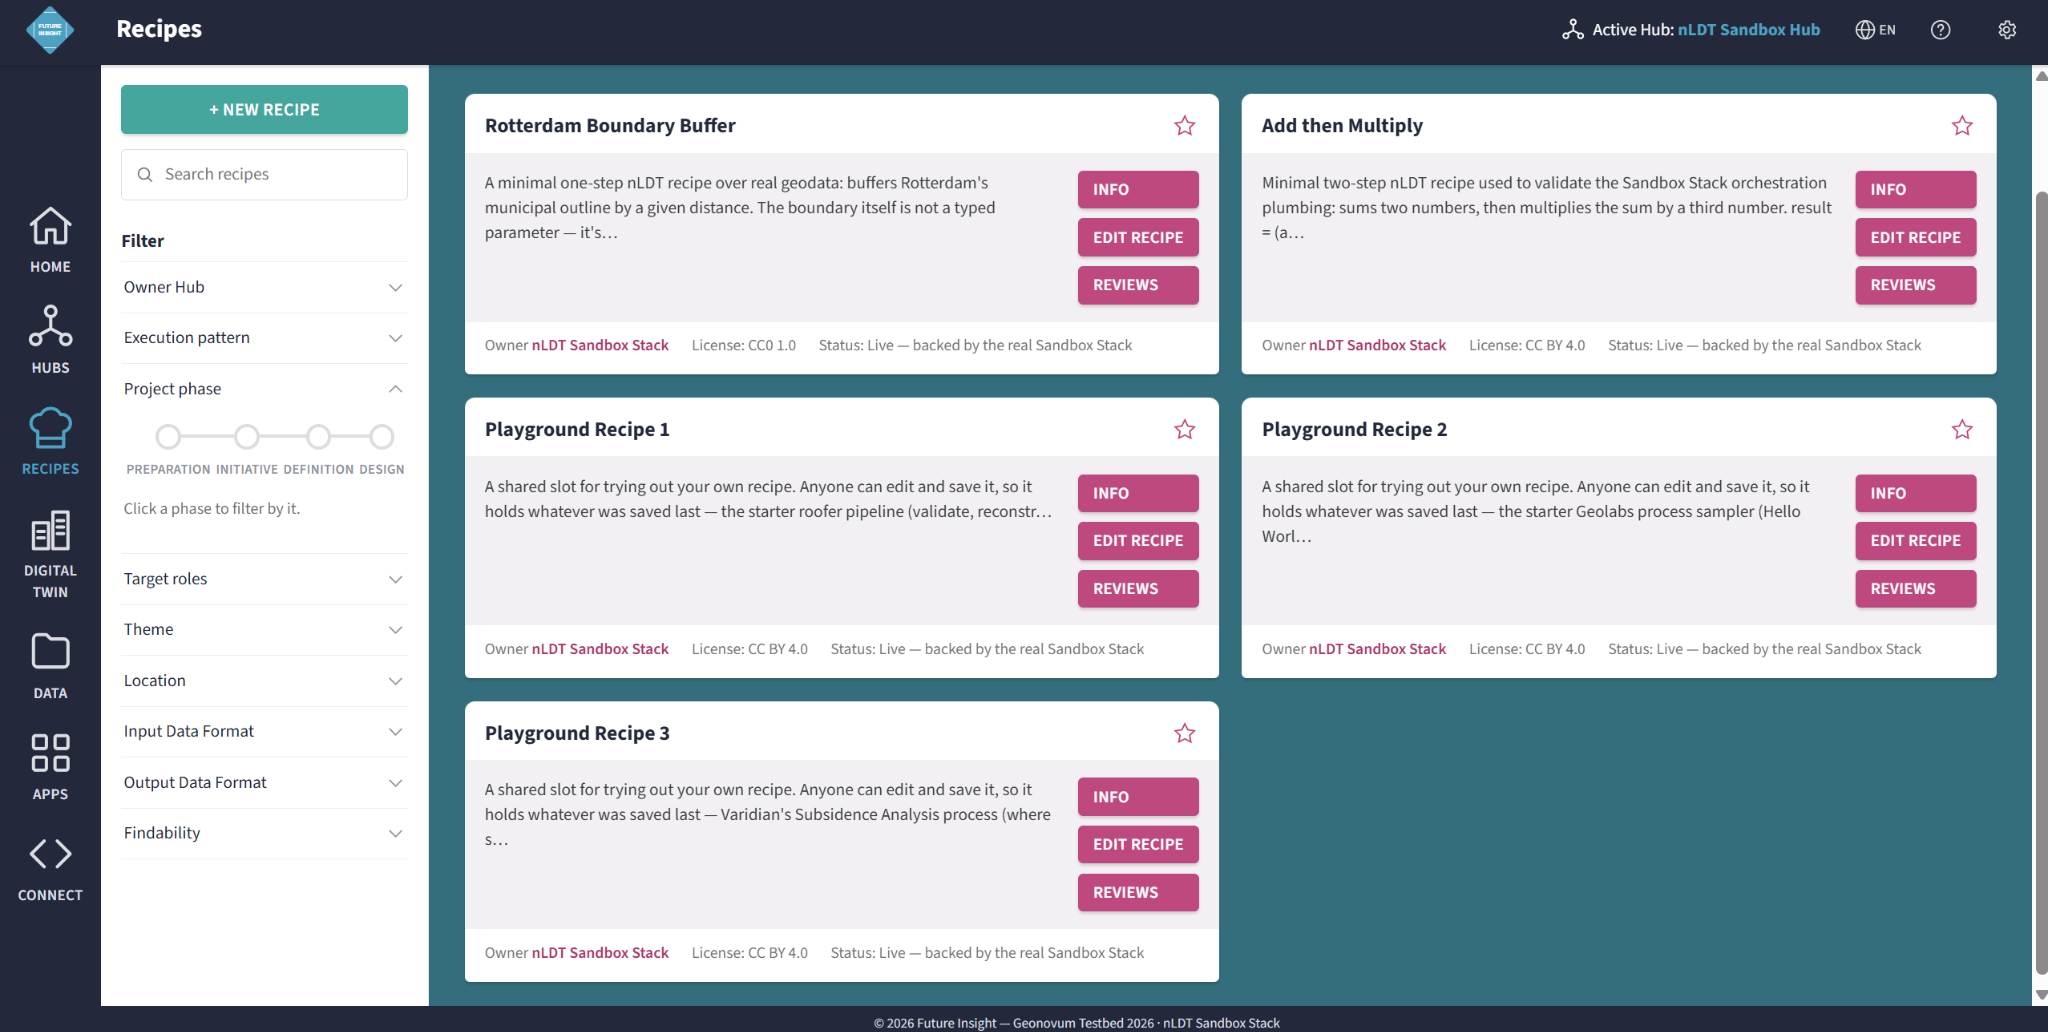 FUTURE
INSIGHT
Recipes
Active Hub: nLDT Sandbox Hub
EN
HOME
HUBS
RECIPES
DIGITAL
TWIN
DATA
APPS
CONNECT
+ NEW RECIPE
Search recipes
Filter
Owner Hub
Execution pattern
Project phase
PREPARATION INITIATIVE DEFINITION DESIGN
Click a phase to filter by it.
Target roles
Theme
Location
Input Data Format
Output Data Format
Findability
Rotterdam Boundary Buffer
A minimal one-step nLDT recipe over real geodata: buffers Rotterdam's
municipal outline by a given distance. The boundary itself is not a typed
parameter — it's…
INFO
EDIT RECIPE
REVIEWS
Owner nLDT Sandbox Stack License: CC0 1.0 Status: Live — backed by the real Sandbox Stack
Add then Multiply
Minimal two-step nLDT recipe used to validate the Sandbox Stack orchestration
plumbing: sums two numbers, then multiplies the sum by a third number. result
= (a…
INFO
EDIT RECIPE
REVIEWS
Owner nLDT Sandbox Stack License: CC BY 4.0 Status: Live — backed by the real Sandbox Stack
Playground Recipe 1
A shared slot for trying out your own recipe. Anyone can edit and save it, so it
holds whatever was saved last — the starter roofer pipeline (validate, reconstr…
INFO
EDIT RECIPE
REVIEWS
Owner nLDT Sandbox Stack License: CC BY 4.0 Status: Live — backed by the real Sandbox Stack
Playground Recipe 2
A shared slot for trying out your own recipe. Anyone can edit and save it, so it
holds whatever was saved last — the starter Geolabs process sampler (Hello
Worl…
INFO
EDIT RECIPE
REVIEWS
Owner nLDT Sandbox Stack License: CC BY 4.0 Status: Live — backed by the real Sandbox Stack
Playground Recipe 3
A shared slot for trying out your own recipe. Anyone can edit and save it, so it
holds whatever was saved last — Varidian's Subsidence Analysis process (where
s…
INFO
EDIT RECIPE
REVIEWS
Owner nLDT Sandbox Stack License: CC BY 4.0 Status: Live — backed by the real Sandbox Stack
© 2026 Future Insight — Geonovum Testbed 2026 · nLDT Sandbox Stack